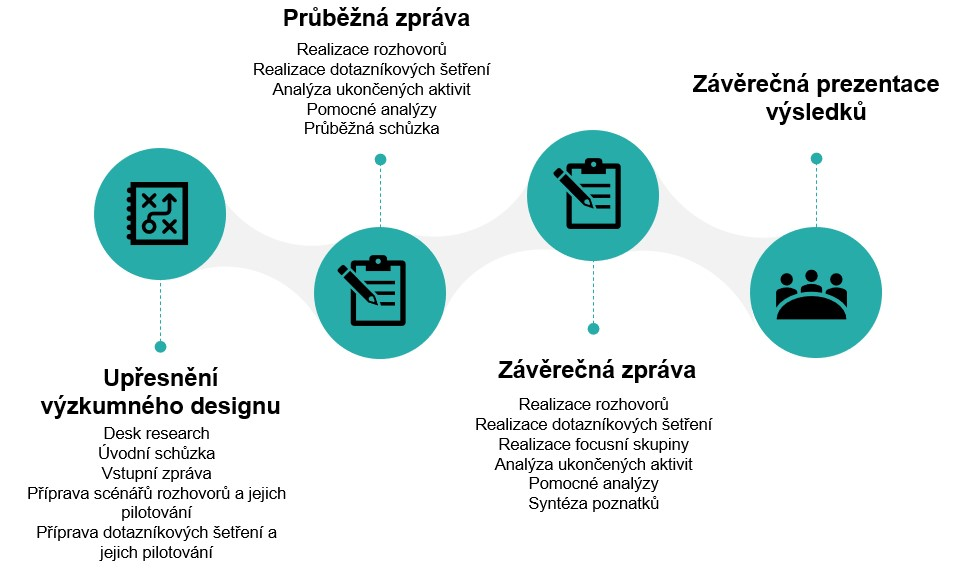 Průběžná zpráva
Realizace rozhovorů
Realizace dotazníkových šetření
Analýza ukončených aktivit
Pomocné analýzy
Průběžná schůzka
Závěrečná prezentace
výsledků
Upřesnění
výzkumného designu
Desk research
Úvodní schůzka
Vstupní zpráva
Příprava scénářů rozhovorů a jejich
pilotování
Příprava dotazníkových šetření a
jejich pilotování
Závěrečná zpráva
Realizace rozhovorů
Realizace dotazníkových šetření
Realizace focusní skupiny
Analýza ukončených aktivit
Pomocné analýzy
Syntéza poznatků